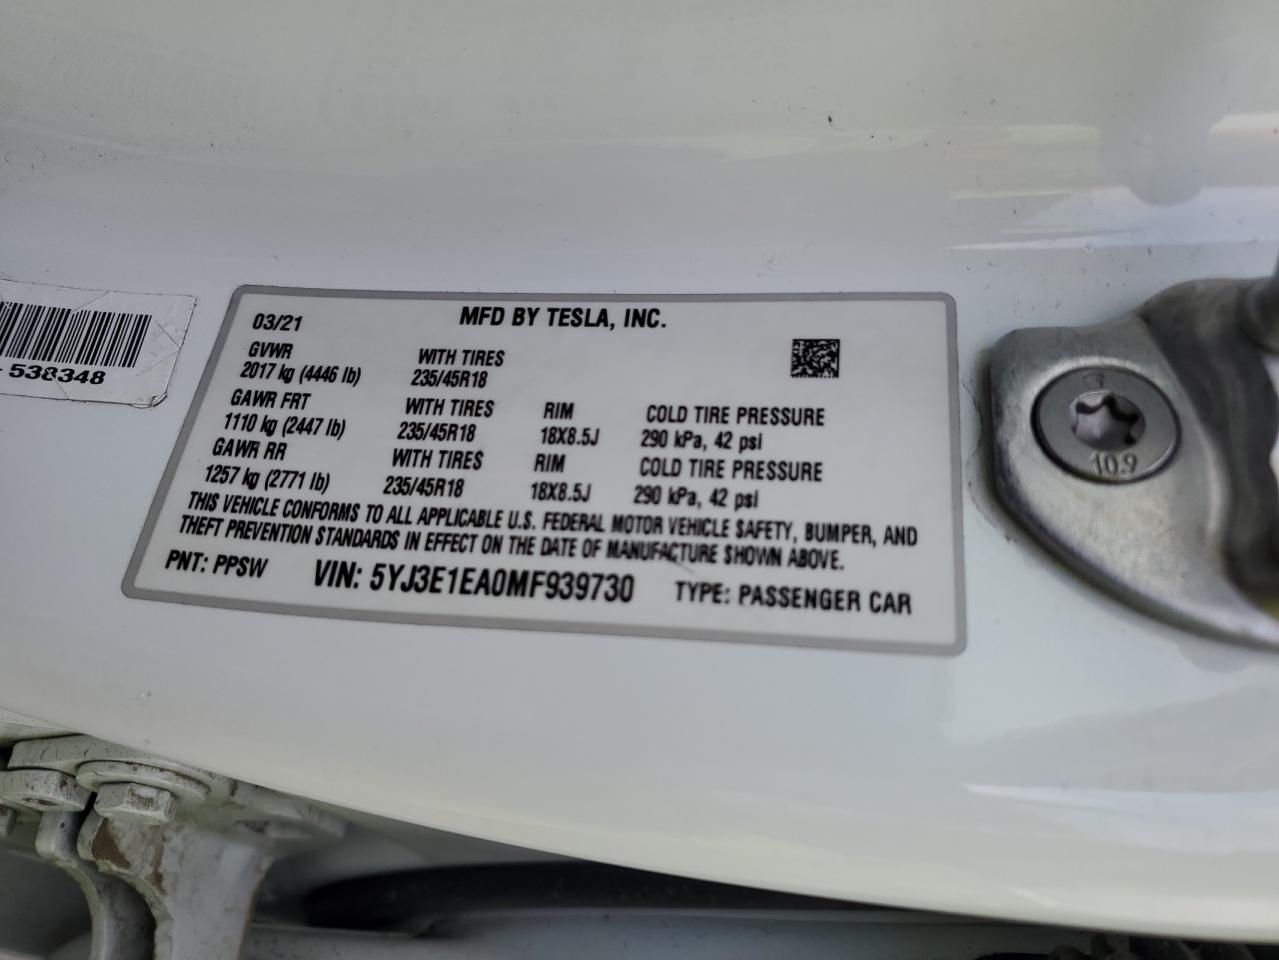 538348
MFD BY TESLA, INC.
03/21
GVWR WITH TIRES
2017 kg (4446 lb) 235/45R18
GAWR FRT WITH TIRES RIM COLD TIRE PRESSURE
1110 kg (2447 lb) 235/45R18 18X8.5J 290 kPa, 42 psi
GAWR RR WITH TIRES RIM COLD TIRE PRESSURE
1257 kg (2771 lb) 235/45R18 18X8.5J 290 kPa, 42 psi
THIS VEHICLE CONFORMS TO ALL APPLICABLE U.S. FEDERAL MOTOR VEHICLE SAFETY, BUMPER, AND
THEFT PREVENTION STANDARDS IN EFFECT ON THE DATE OF MANUFACTURE SHOWN ABOVE.
PNT: PPSW VIN: 5YJ3E1EA0MF939730 TYPE: PASSENGER CAR
10.9